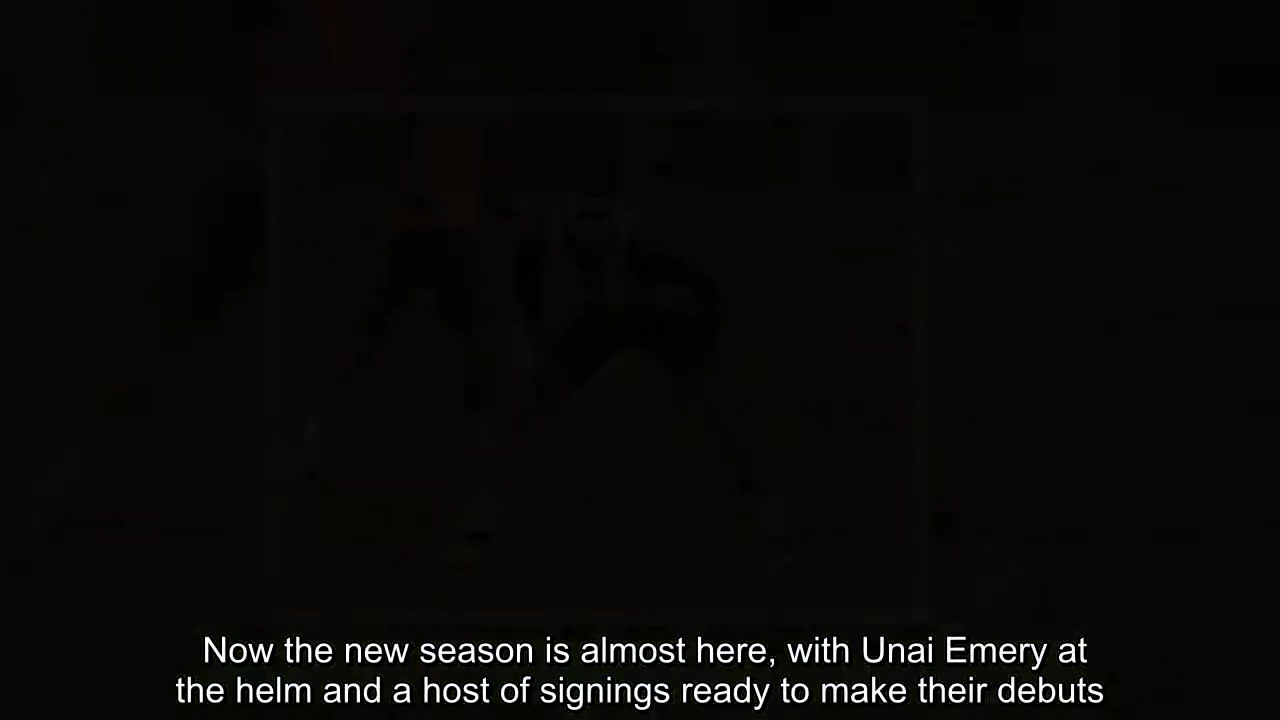 Now the new season is almost here, with Unai Emery at
the helm and a host of signings ready to make their debuts